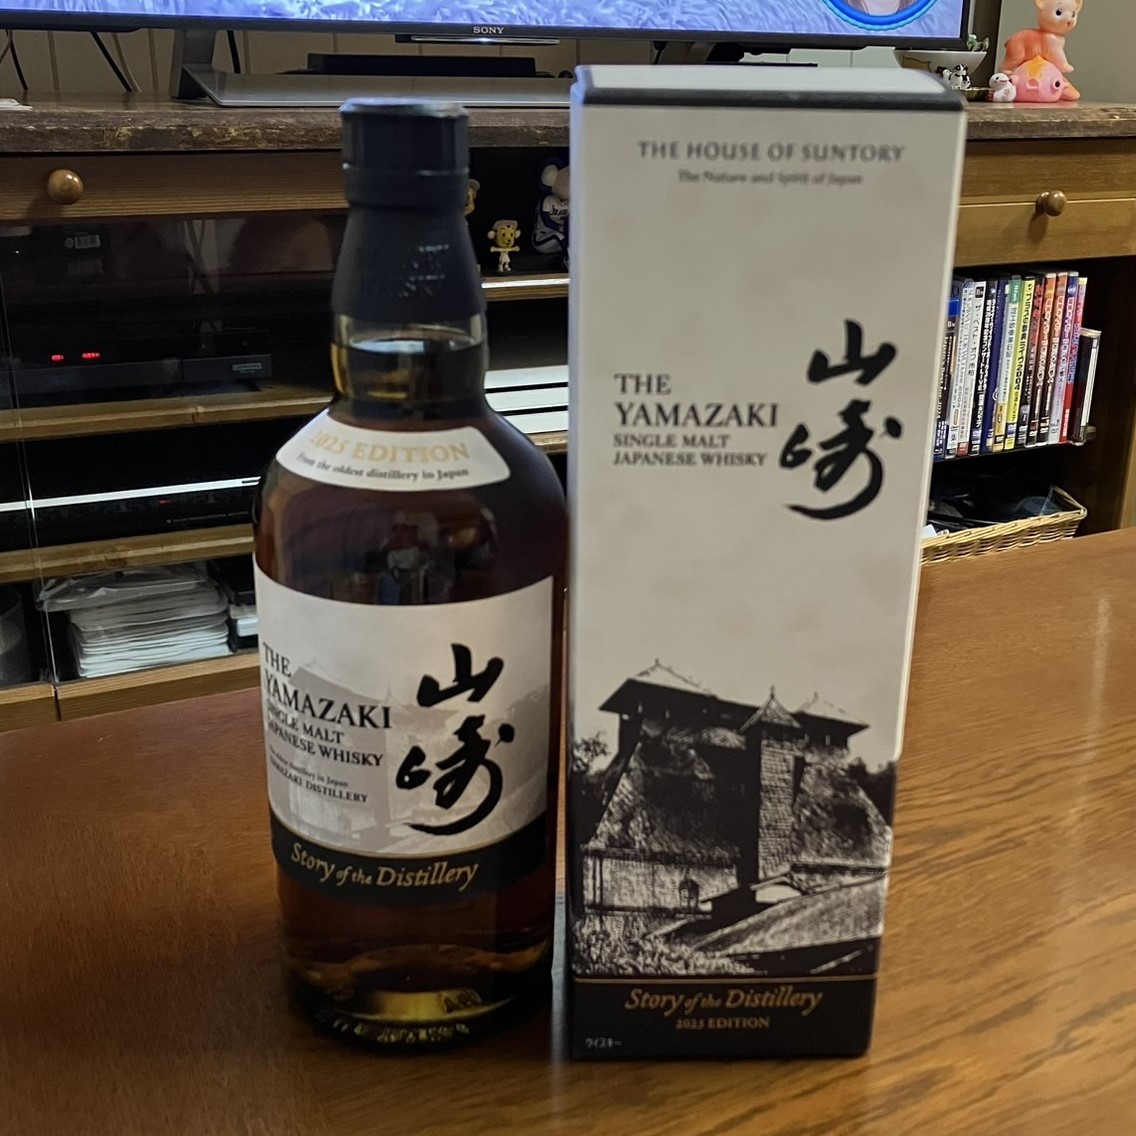 SONY
2025 EDITION
From the oldest distillery in Japan
THE
YAMAZAKI
SINGLE MALT
JAPANESE WHISKY
YAMAZAKI DISTILLERY
山崎
Story of the Distillery
THE HOUSE OF SUNTORY
The Nature and Spirit of Japan
THE
YAMAZAKI
SINGLE MALT
JAPANESE WHISKY
山崎
Story of the Distillery
2025 EDITION
ウイスキー